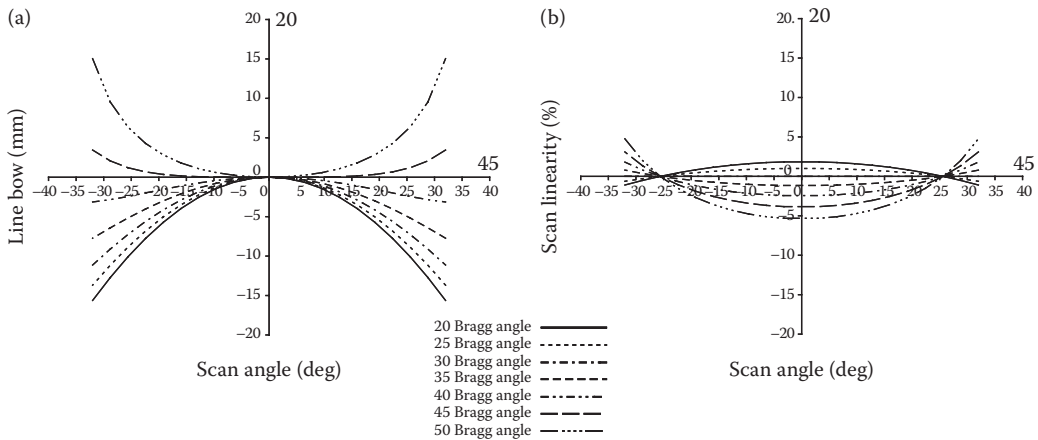 (a)
20 20
15
10
5
0
−40 −35 −30 −25 −20 −15 −10 −5 0 5 10 15 20 25 30 35 40
45
−5
−10
−15
−20
Line bow (mm)
Scan angle (deg)
(b)
20. 20
15
10
5
0
−40 −35 −30 −25 −20 −15 −10 −5 0 5 10 15 20 25 30 35 40
45
−5
−10
−15
−20
Scan linearity (%)
Scan angle (deg)
20 Bragg angle
25 Bragg angle
30 Bragg angle
35 Bragg angle
40 Bragg angle
45 Bragg angle
50 Bragg angle